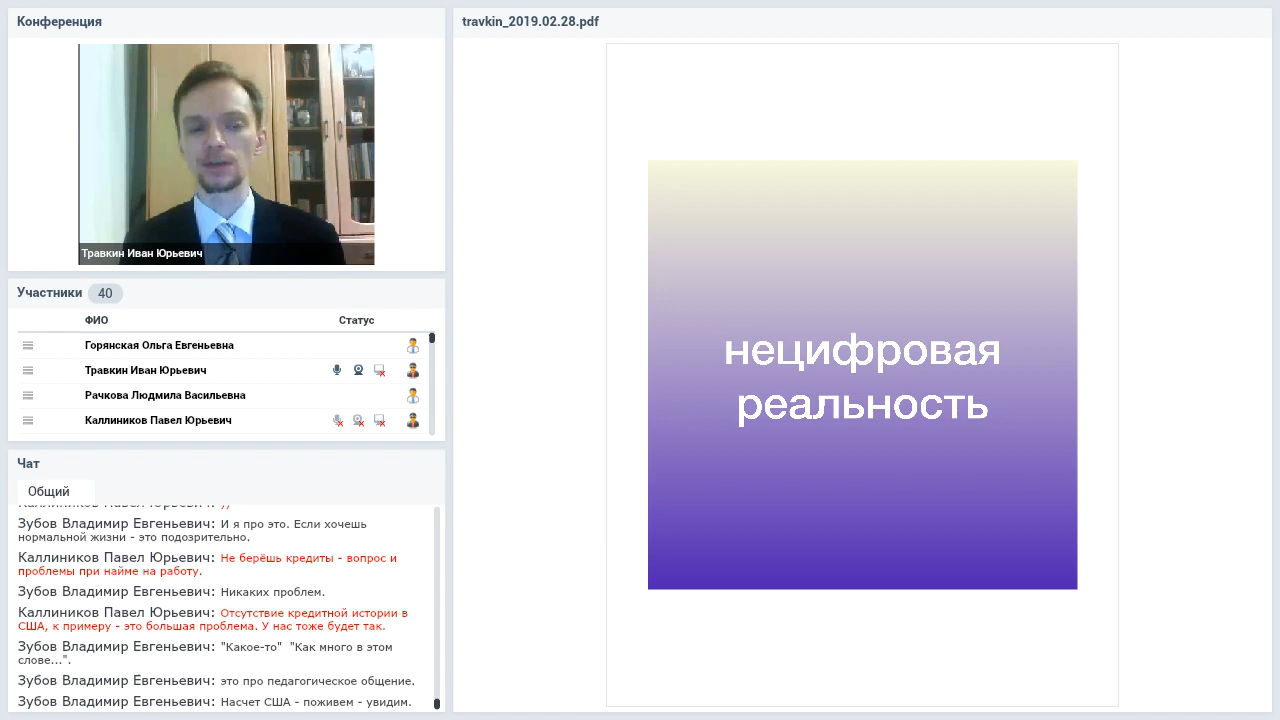 Конференция
Травкин Иван Юрьевич
Участники 40
ФИО Статус
Горянская Ольга Евгеньевна
Травкин Иван Юрьевич
Рачкова Людмила Васильевна
Каллиников Павел Юрьевич
Чат
Общий
Каллиников Павел Юрьевич: ))
Зубов Владимир Евгеньевич: И я про это. Если хочешь
нормальной жизни - это подозрительно.
Каллиников Павел Юрьевич: Не берёшь кредиты - вопрос и
проблемы при найме на работу.
Зубов Владимир Евгеньевич: Никаких проблем.
Каллиников Павел Юрьевич: Отсутствие кредитной истории в
США, к примеру - это большая проблема. У нас тоже будет так.
Зубов Владимир Евгеньевич: "Какое-то" "Как много в этом
слове...".
Зубов Владимир Евгеньевич: это про педагогическое общение.
Зубов Владимир Евгеньевич: Насчет США - поживем - увидим.
travkin_2019.02.28.pdf
нецифровая
реальность